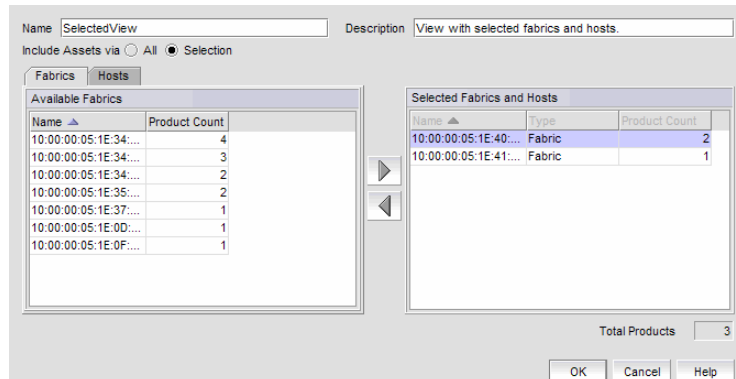 Name SelectedView Description View with selected fabrics and hosts.
Include Assets via All Selection
Fabrics Hosts
Available Fabrics Selected Fabrics and Hosts
Name Product Count Name Type Product Count
10:00:00:05:1E:34:... 4 10:00:00:05:1E:40:... Fabric 2
10:00:00:05:1E:34:... 3 10:00:00:05:1E:41:... Fabric 1
10:00:00:05:1E:34:... 2
10:00:00:05:1E:35:... 2
10:00:00:05:1E:37:... 1
10:00:00:05:1E:0D:... 1
10:00:00:05:1E:0F:... 1
Total Products 3
OK Cancel Help